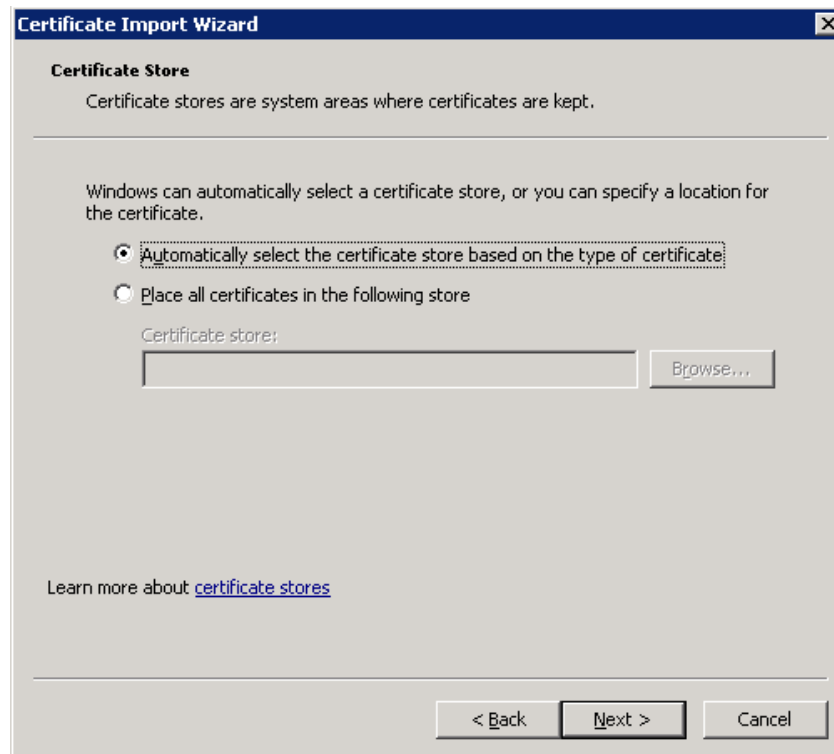 Certificate Import Wizard
Certificate Store
Certificate stores are system areas where certificates are kept.
Windows can automatically select a certificate store, or you can specify a location for
the certificate.
Automatically select the certificate store based on the type of certificate
Place all certificates in the following store
Certificate store:
Browse...
Learn more about certificate stores
< Back Next > Cancel